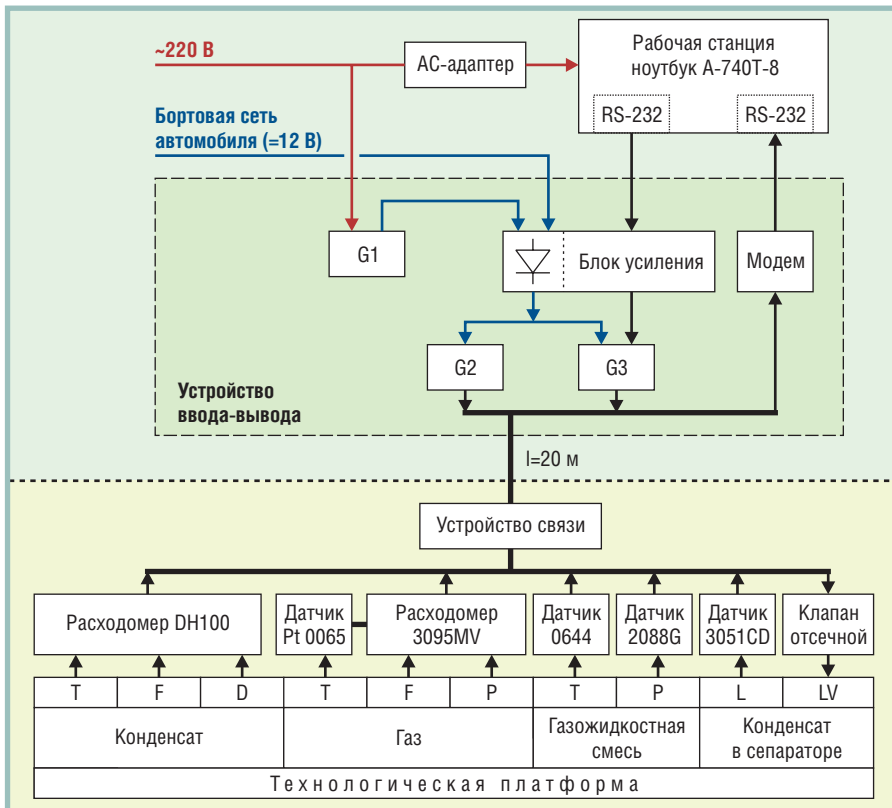 ~220 В
АС-адаптер
Рабочая станция
ноутбук А-740Т-8
RS-232
RS-232
Бортовая сеть
автомобиля (=12 В)
G1
Блок усиления
Модем
G2
G3
Устройство
ввода-вывода
l=20 м
Устройство связи
Расходомер DH100
Датчик
Pt 0065
Расходомер
3095MV
Датчик
0644
Датчик
2088G
Датчик
3051CD
Клапан
отсечной
T
F
D
T
F
P
T
P
L
LV
Конденсат
Газ
Газожидкостная
смесь
Конденсат
в сепараторе
Технологическая платформа